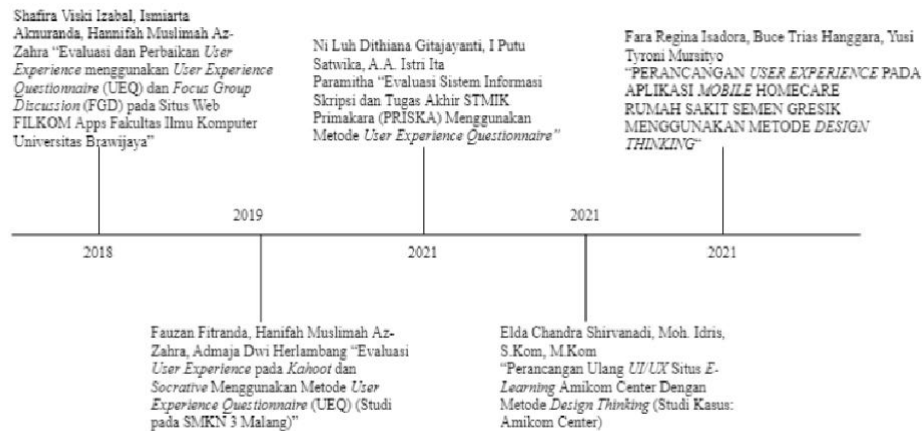 Shafira Viski Izabal, Ismiarta
Aknuranda, Hannifah Muslimah Az-
Zahra "Evaluasi dan Perbaikan User
Experience menggunakan User Experience
Questionnaire (UEQ) dan Focus Group
Discussion (FGD) pada Situs Web
FILKOM Apps Fakultas Ilmu Komputer
Universitas Brawijaya"
Ni Luh Dithiana Gitajayanti, I Putu
Satwika, A.A. Istri Ita
Paramitha "Evaluasi Sistem Informasi
Skripsi dan Tugas Akhir STMIK
Primakara (PRISKA) Menggunakan
Metode User Experience Questionnaire"
Fara Regina Isadora, Buce Trias Hanggara, Yusi
Tyroni Mursityo
"PERANCANGAN USER EXPERIENCE PADA
APLIKASI MOBILE HOMECARE
RUMAH SAKIT SEMEN GRESIK
MENGGUNAKAN METODE DESIGN
THINKING"
2019
2021
2018
2021
2021
Fauzan Fitranda, Hanifah Muslimah Az-
Zahra, Admaja Dwi Herlambang "Evaluasi
User Experience pada Kahoot dan
Socrative Menggunakan Metode User
Experience Questionnaire (UEQ) (Studi
pada SMKN 3 Malang)"
Elda Chandra Shirvanadi, Moh. Idris,
S.Kom, M.Kom
"Perancangan Ulang UI/UX Situs E-
Learning Amikom Center Dengan
Metode Design Thinking (Studi Kasus:
Amikom Center)